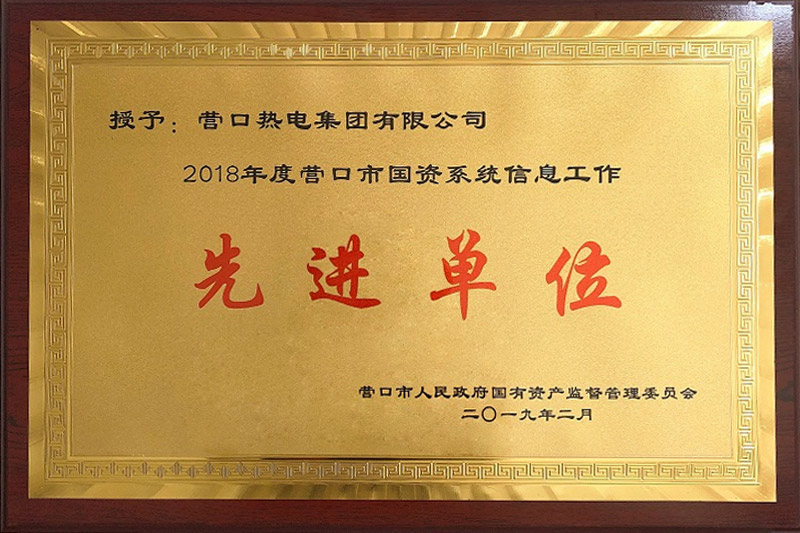 授予：营口热电集团有限公司
2018年度营口市国资系统信息工作
先进单位
营口市人民政府国有资产监督管理委员会
二〇一九年二月